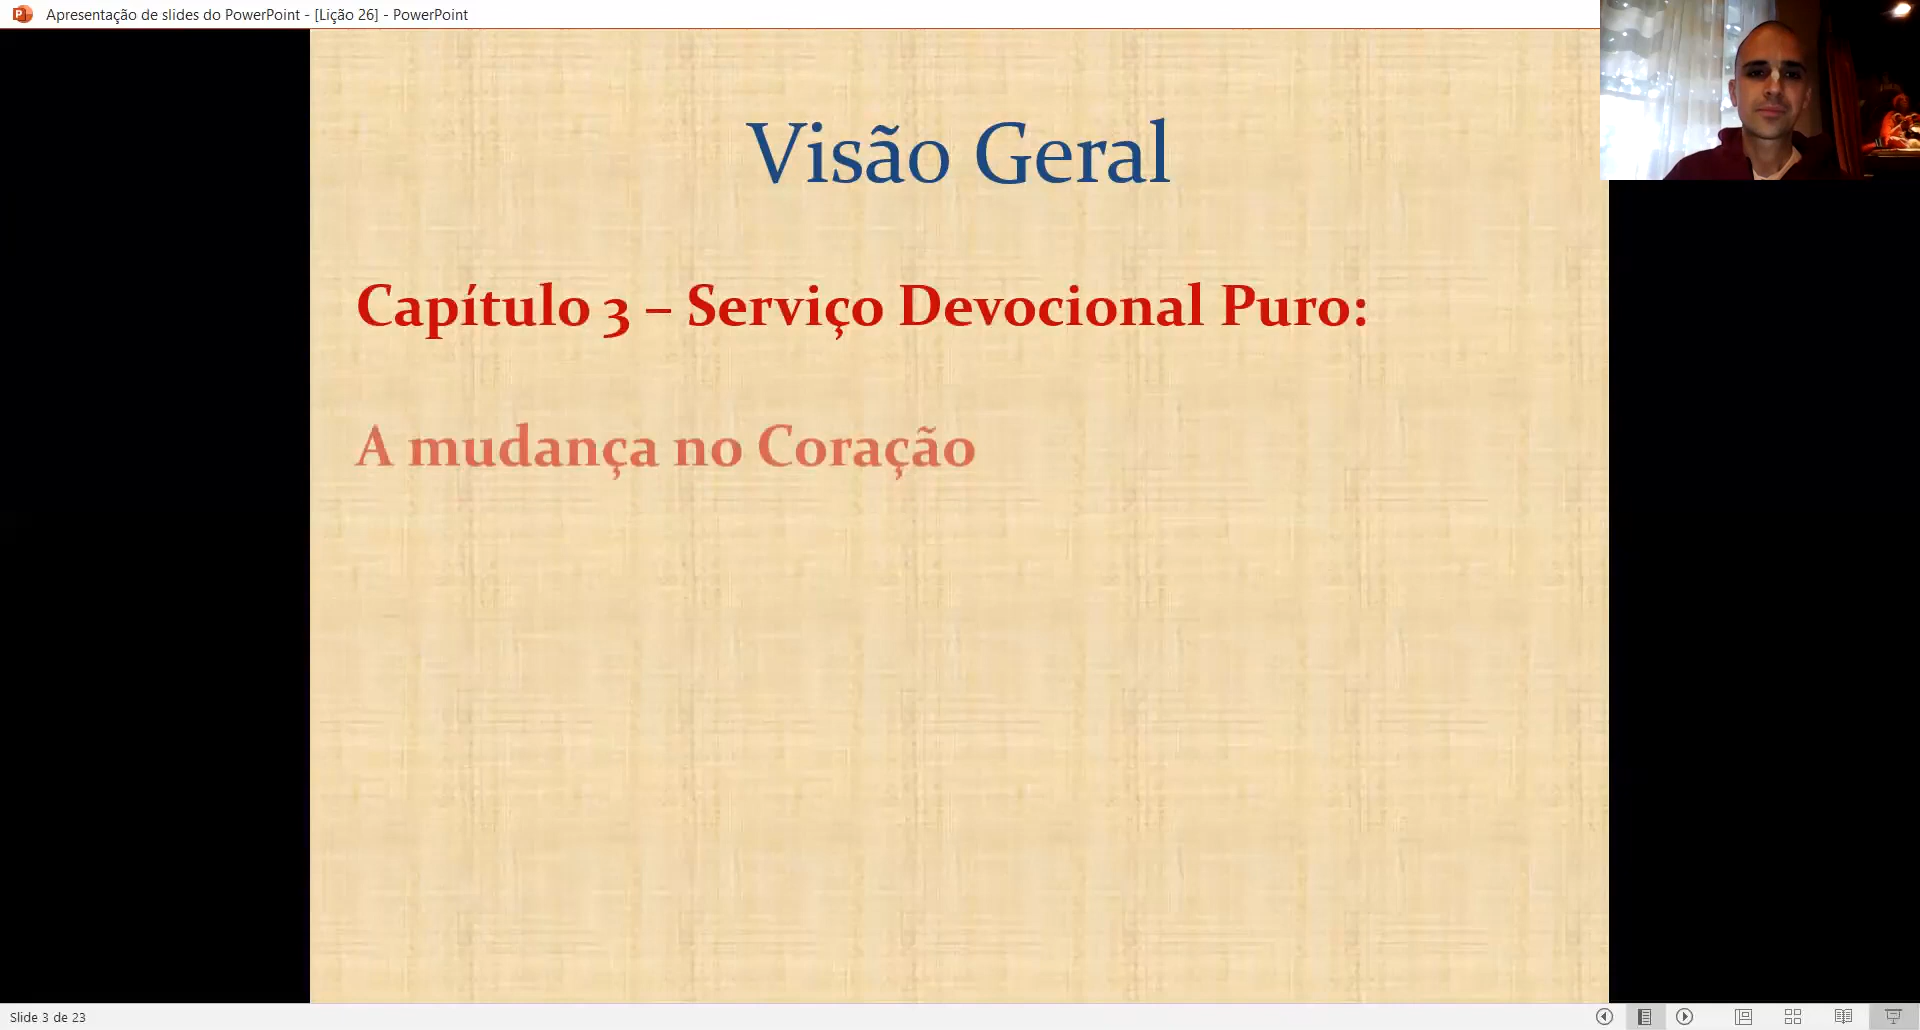 Apresentação de slides do PowerPoint - [Lição 26] - PowerPoint
Visão Geral
Capítulo 3 – Serviço Devocional Puro:
A mudança no Coração
Slide 3 de 23